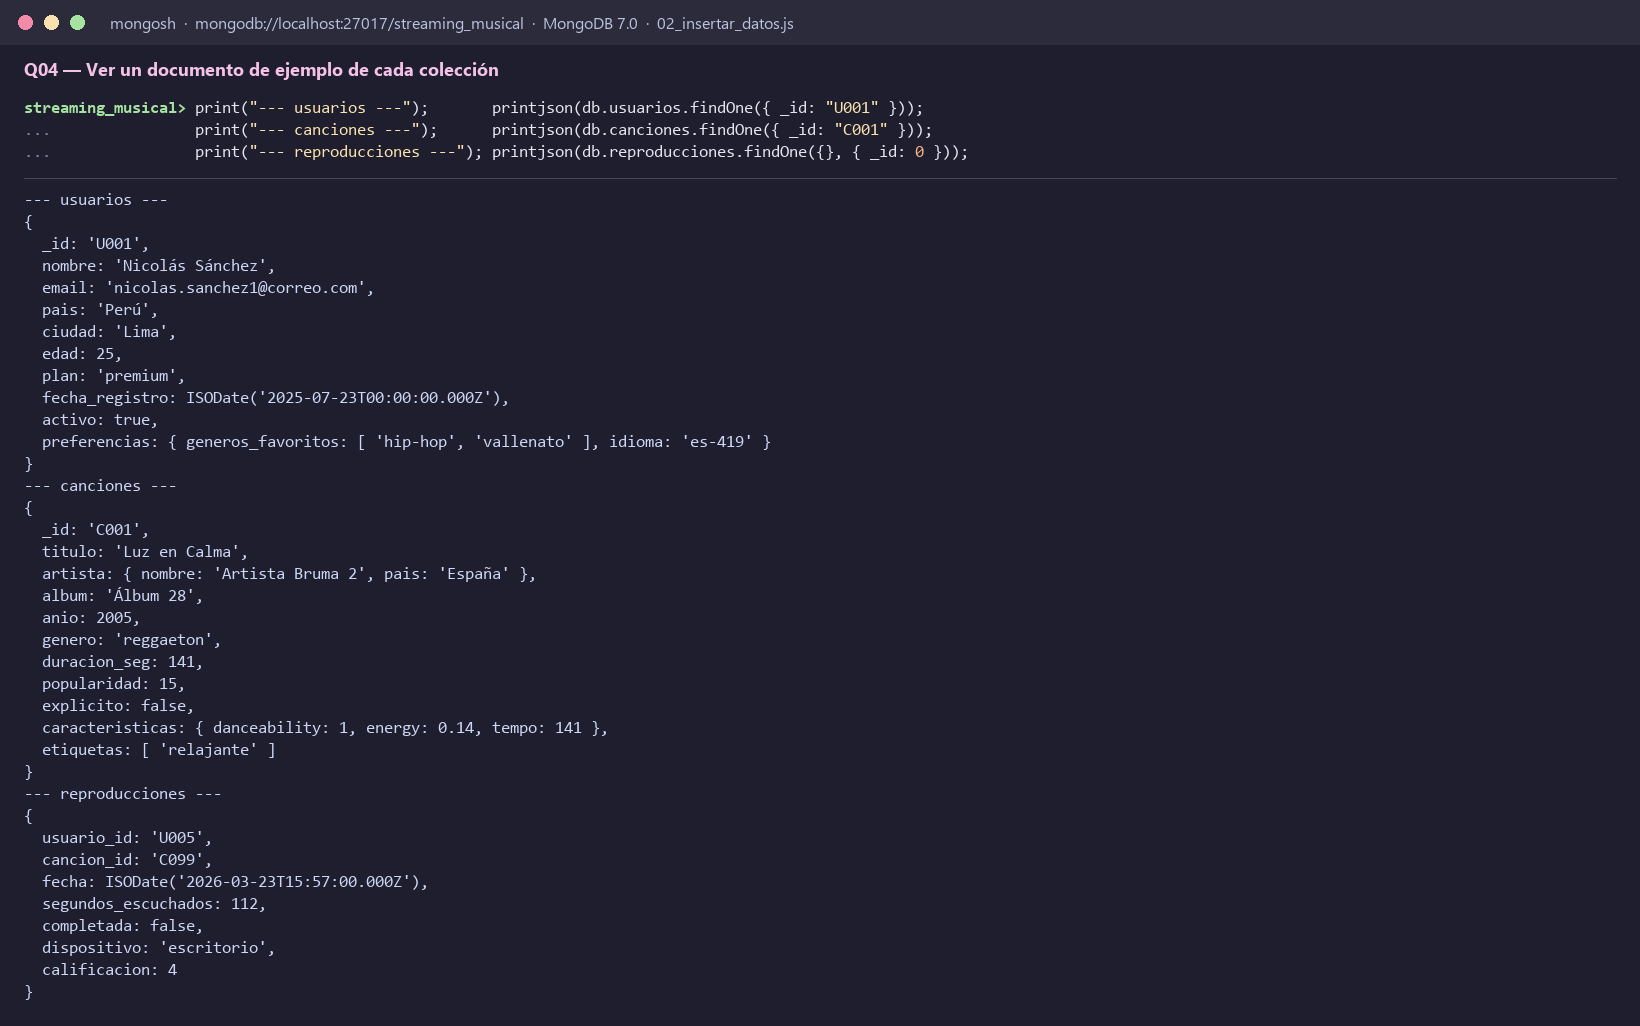 mongosh · mongodb://localhost:27017/streaming_musical · MongoDB 7.0 · 02_insertar_datos.js
Q04 — Ver un documento de ejemplo de cada colección
streaming_musical> print("--- usuarios ---");       printjson(db.usuarios.findOne({ _id: "U001" }));
...                print("--- canciones ---");      printjson(db.canciones.findOne({ _id: "C001" }));
...                print("--- reproducciones ---"); printjson(db.reproducciones.findOne({}, { _id: 0 }));
--- usuarios ---
{
  _id: 'U001',
  nombre: 'Nicolás Sánchez',
  email: 'nicolas.sanchez1@correo.com',
  pais: 'Perú',
  ciudad: 'Lima',
  edad: 25,
  plan: 'premium',
  fecha_registro: ISODate('2025-07-23T00:00:00.000Z'),
  activo: true,
  preferencias: { generos_favoritos: [ 'hip-hop', 'vallenato' ], idioma: 'es-419' }
}
--- canciones ---
{
  _id: 'C001',
  titulo: 'Luz en Calma',
  artista: { nombre: 'Artista Bruma 2', pais: 'España' },
  album: 'Álbum 28',
  anio: 2005,
  genero: 'reggaeton',
  duracion_seg: 141,
  popularidad: 15,
  explicito: false,
  caracteristicas: { danceability: 1, energy: 0.14, tempo: 141 },
  etiquetas: [ 'relajante' ]
}
--- reproducciones ---
{
  usuario_id: 'U005',
  cancion_id: 'C099',
  fecha: ISODate('2026-03-23T15:57:00.000Z'),
  segundos_escuchados: 112,
  completada: false,
  dispositivo: 'escritorio',
  calificacion: 4
}